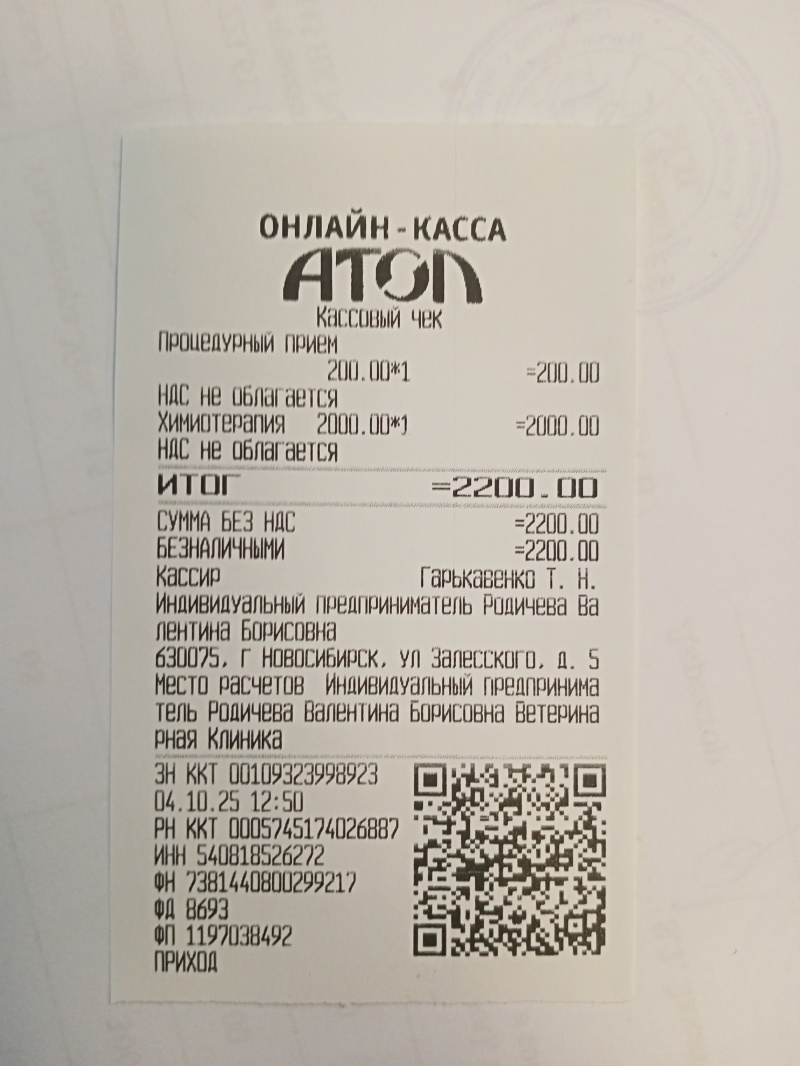 ОНЛАЙН-КАССА
АТОЛ
Кассовый чек
Процедурный прием
200.00*1 =200.00
НДС не облагается
Химиотерапия 2000.00*1 =2000.00
НДС не облагается
ИТОГ =2200.00
СУММА БЕЗ НДС =2200.00
БЕЗНАЛИЧНЫМИ =2200.00
Кассир Гарькавенко Т. Н.
Индивидуальный предприниматель Родичева Ва
лентина Борисовна
630075, г Новосибирск, ул Залесского, д. 5
Место расчетов Индивидуальный предпринима
тель Родичева Валентина Борисовна Ветерина
рная Клиника
ЗН ККТ 00109323998923
04.10.25 12:50
РН ККТ 0005745174026887
ИНН 540818526272
ФН 7381440800299217
ФД 8693
ФП 1197038492
ПРИХОД